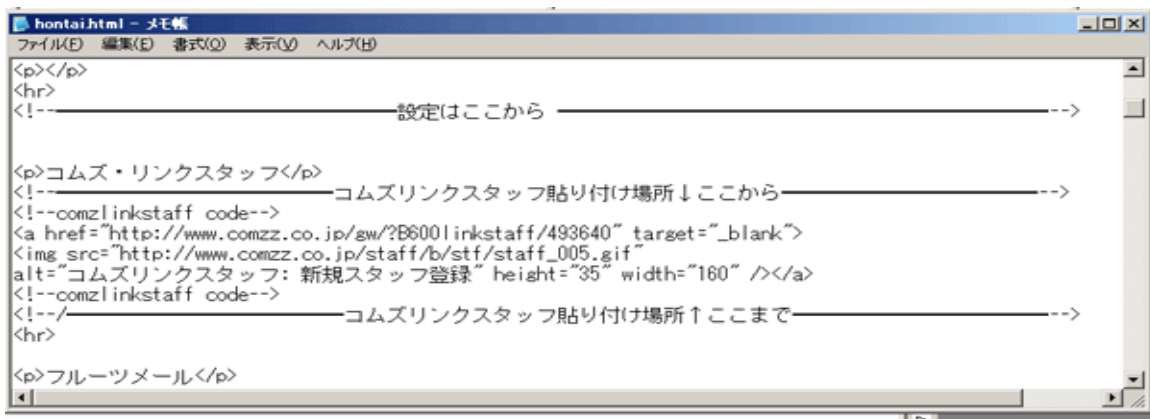 hontai.html - メモ帳
ファイル(F) 編集(E) 書式(O) 表示(V) ヘルプ(H)
<p></p>
<hr>
<!--━━━━━━━━━━━━━━━━━━━━設定はここから ━━━━━━━━━━━━━━━━━━━━━━━━━━━━━-->
<p>コムズ・リンクスタッフ</p>
<!--━━━━━━━━━━━━━━━━コムズリンクスタッフ貼り付け場所↓ここから━━━━━━━━━━━━━━━-->
<!--comzlinkstaff code-->
<a href="http://www.comzz.co.jp/gw/?B600linkstaff/493640" target="_blank">
<img src="http://www.comzz.co.jp/staff/b/stf/staff_005.gif"
alt="コムズリンクスタッフ: 新規スタッフ登録" height="35" width="160" /></a>
<!--comzlinkstaff code-->
<!--/━━━━━━━━━━━━━━━━コムズリンクスタッフ貼り付け場所↑ここまで━━━━━━━━━━━━━━━-->
<hr>
<p>フルーツメール</p>